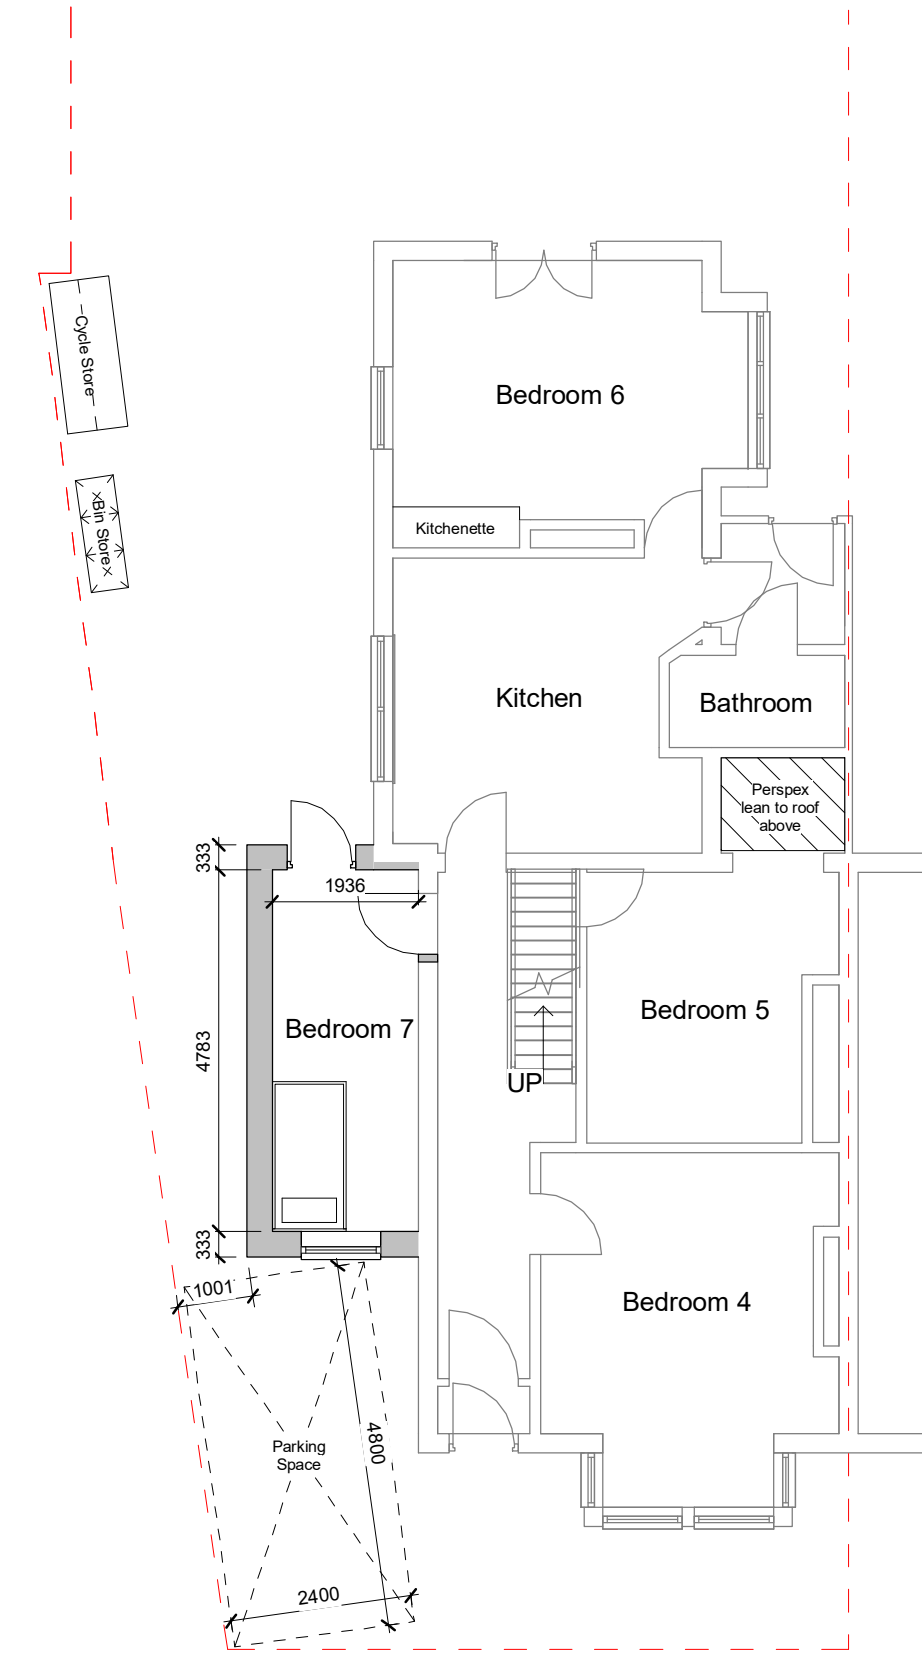 Cycle Store
Bedroom 6
Bin Store
Kitchenette
Kitchen
Bathroom
Perspex
lean to roof
above
333
1936
4783
Bedroom 7
Bedroom 5
UP
333
1001
Bedroom 4
4800
Parking
Space
2400